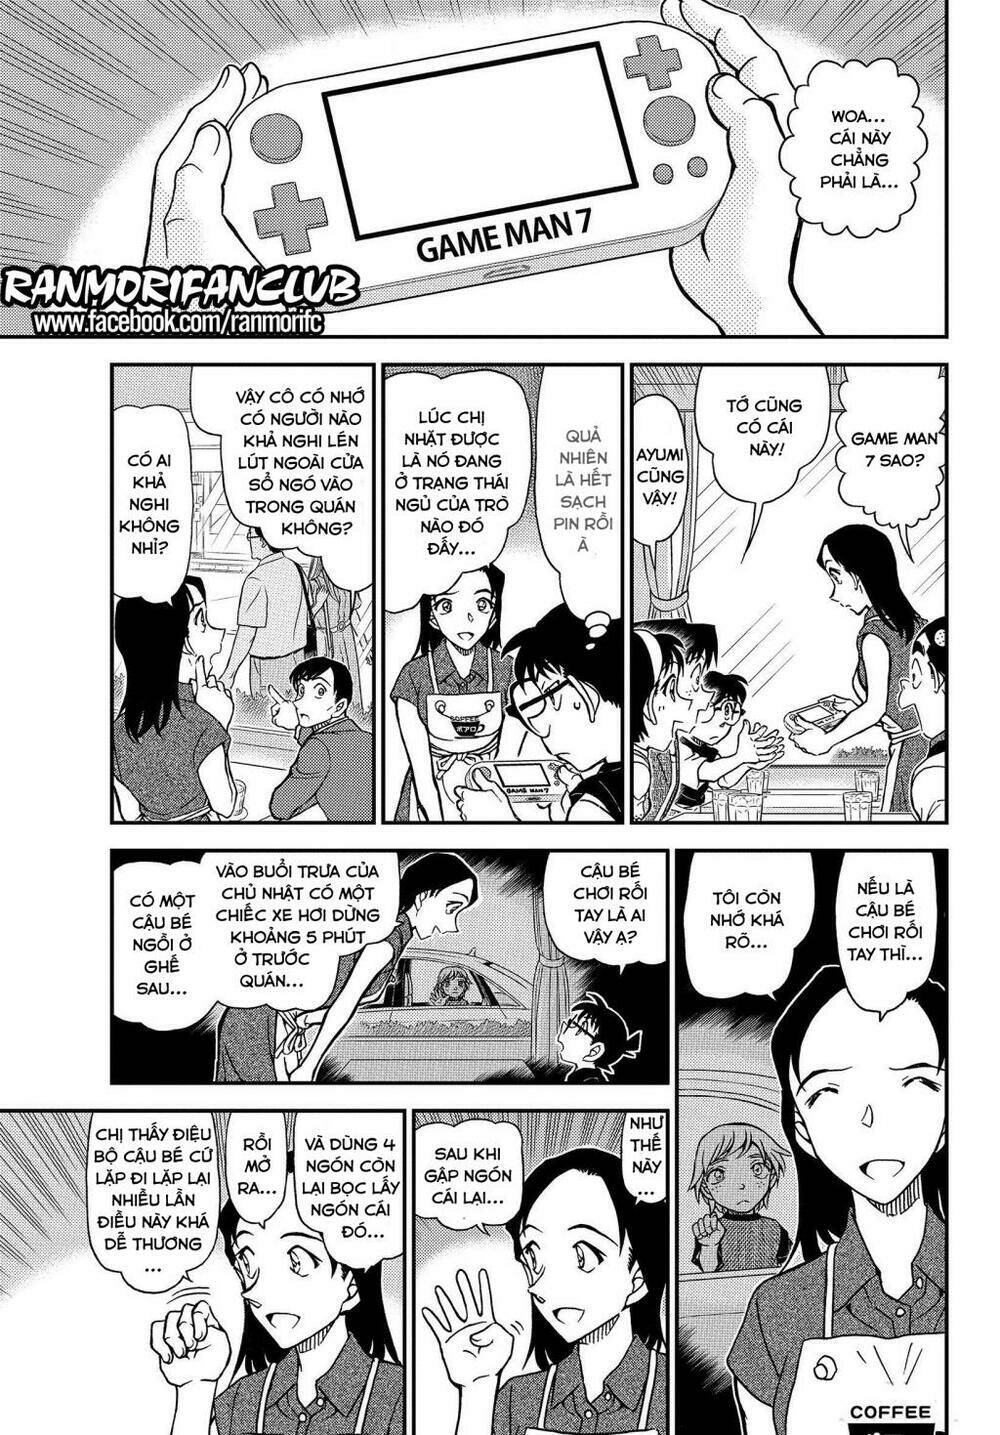 WOA...
CÁI NÀY
CHẲNG
PHẢI LÀ...
GAME MAN 7
RANMORIFANCLUB
www.facebook.com/ranmorifc
GAME MAN
7 SAO?
TỚ CŨNG
CÓ CÁI
NÀY!
AYUMI
CŨNG
VẬY!
QUẢ
NHIÊN
LÀ HẾT
SẠCH
PIN RỒI
À
LÚC CHỊ
NHẶT ĐƯỢC
LÀ NÓ ĐANG
Ở TRẠNG THÁI
NGỦ CỦA TRÒ
NÀO ĐÓ
ĐẤY...
COFFEE
ポアロ
GAME MAN 7
VẬY CÔ CÓ NHỚ
CÓ NGƯỜI NÀO
KHẢ NGHI LÉN
LÚT NGOÀI CỬA
SỔ NGÓ VÀO
TRONG QUÁN
KHÔNG?
CÓ AI
KHẢ
NGHI
KHÔNG
NHỈ?
NẾU LÀ
CẬU BÉ
CHƠI RỐI
TAY THÌ...
TÔI CÒN
NHỚ KHÁ
RÕ...
CẬU BÉ
CHƠI RỐI
TAY LÀ AI
VẬY Ạ?
VÀO BUỔI TRƯA CỦA
CHỦ NHẬT CÓ MỘT
CHIẾC XE HƠI DỪNG
KHOẢNG 5 PHÚT
Ở TRƯỚC
QUÁN...
CÓ MỘT
CẬU BÉ
NGỒI Ở
GHẾ
SAU...
NHƯ
THẾ
NÀY
...
SAU KHI
GẬP NGÓN
CÁI LẠI...
VÀ DÙNG 4
NGÓN CÒN
LẠI BỌC LẤY
NGÓN CÁI
ĐÓ...
RỒI
MỞ
RA...
CHỊ THẤY ĐIỆU
BỘ CẬU BÉ CỨ
LẶP ĐI LẶP LẠI
NHIỀU LẦN
ĐIỀU NÀY KHÁ
DỄ THƯƠNG
...
COFFEE